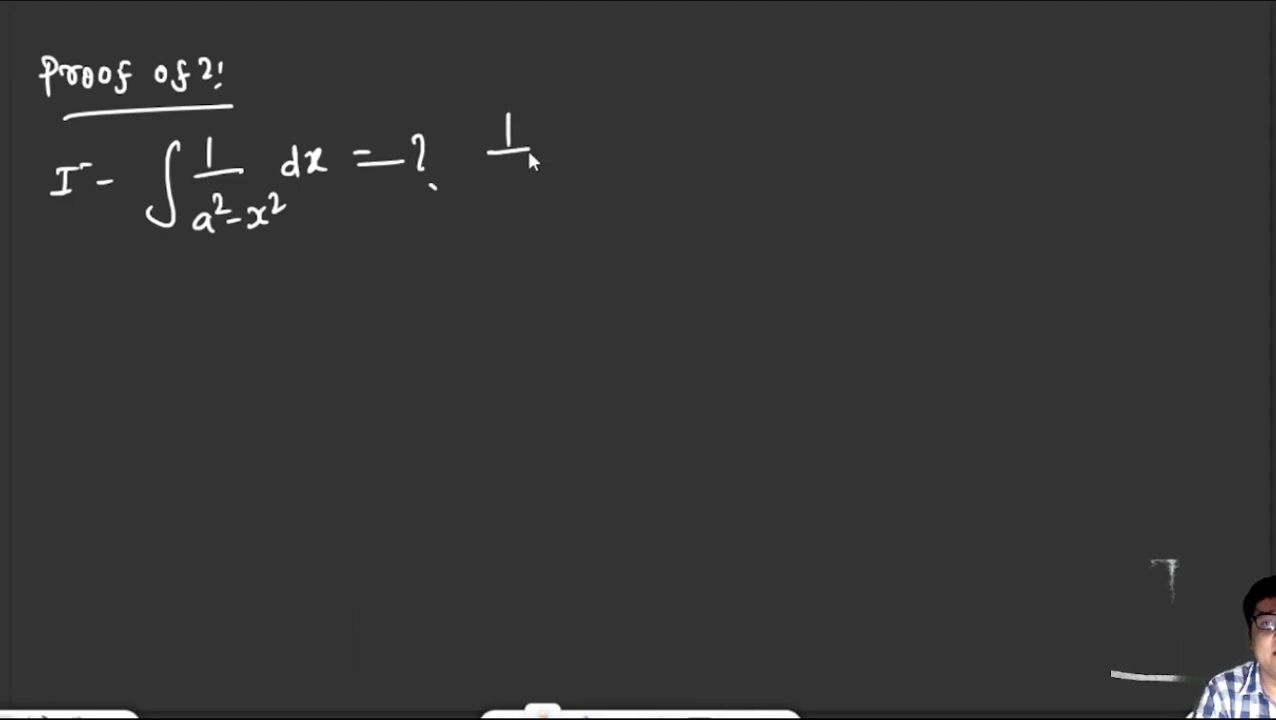 Proof of 2:
I = ∫ 1/(a² - x²) dx = ? 1